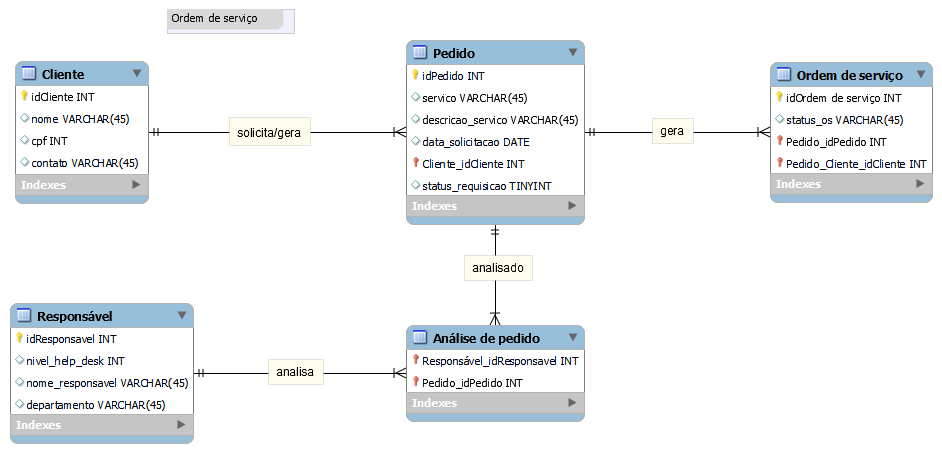 Ordem de serviço
Cliente
idCliente INT
nome VARCHAR(45)
cpf INT
contato VARCHAR(45)
Indexes
solicita/gera
Pedido
idPedido INT
servico VARCHAR(45)
descricao_servico VARCHAR(45)
data_solicitacao DATE
Cliente_idCliente INT
status_requisicao TINYINT
Indexes
gera
Ordem de serviço
idOrdem de serviço INT
status_os VARCHAR(45)
Pedido_idPedido INT
Pedido_Cliente_idCliente INT
Indexes
analisado
Responsável
idResponsavel INT
nivel_help_desk INT
nome_responsavel VARCHAR(45)
departamento VARCHAR(45)
Indexes
analisa
Análise de pedido
Responsável_idResponsavel INT
Pedido_idPedido INT
Indexes